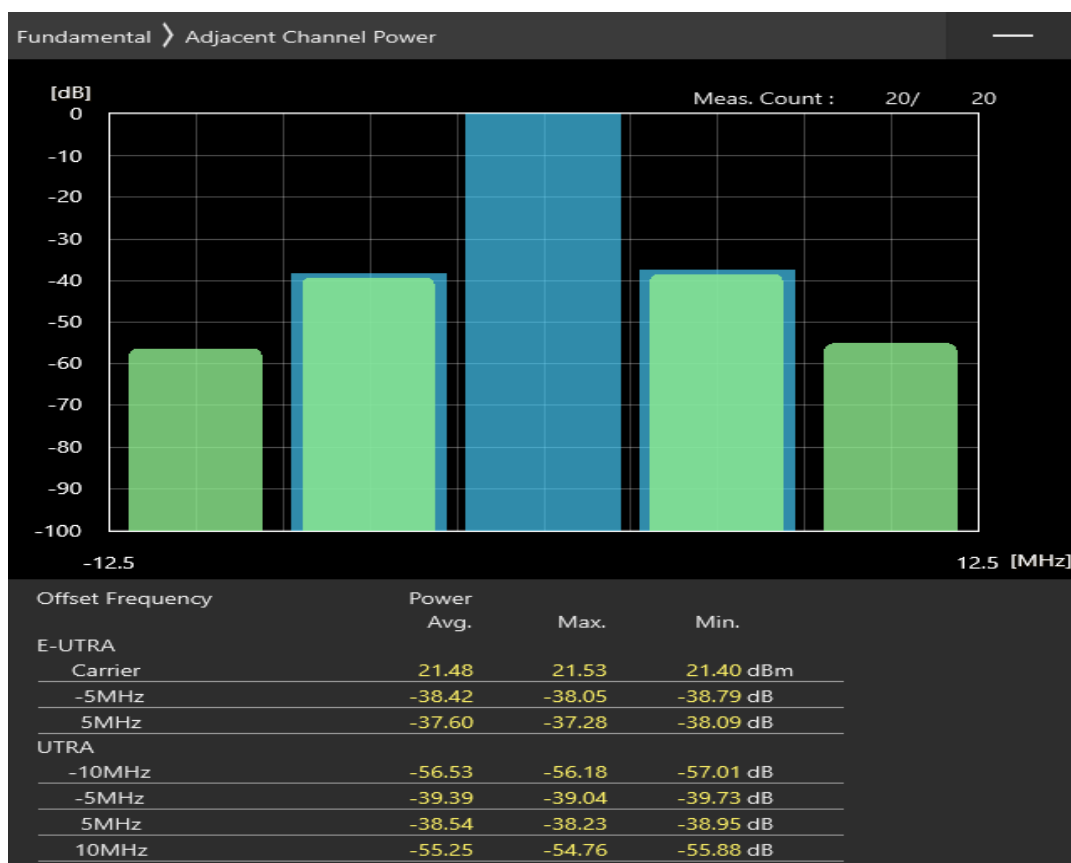 Fundamental 》 Adjacent Channel Power
[dB]
Meas. Count : 20/ 20
0
-10
-20
-30
-40
-50
-60
-70
-80
-90
-100
-12.5 12.5 [MHz]
Offset Frequency Power
Avg. Max. Min.
E-UTRA
Carrier 21.48 21.53 21.40 dBm
-5MHz -38.42 -38.05 -38.79 dB
5MHz -37.60 -37.28 -38.09 dB
UTRA
-10MHz -56.53 -56.18 -57.01 dB
-5MHz -39.39 -39.04 -39.73 dB
5MHz -38.54 -38.23 -38.95 dB
10MHz -55.25 -54.76 -55.88 dB